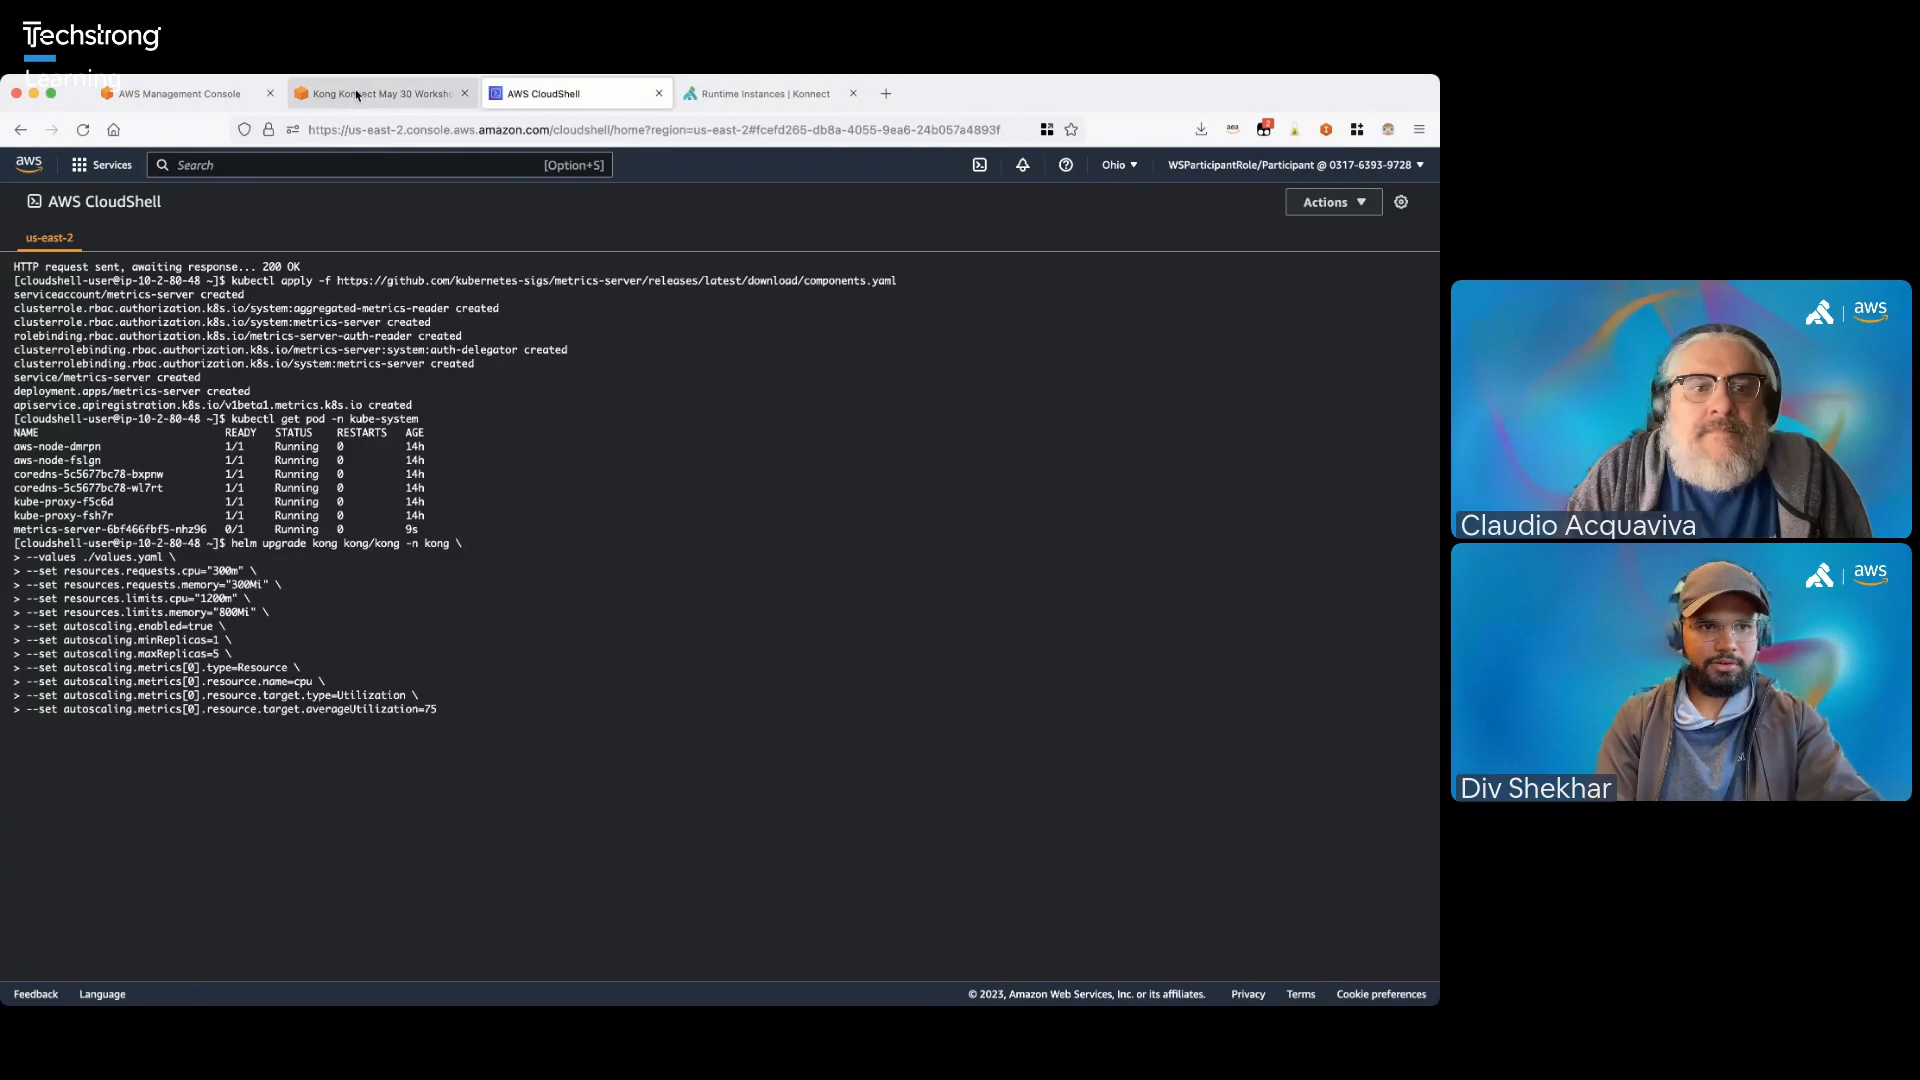 Techstrong
Learning
AWS Management Console
Kong Konnect May 30 Worksho
AWS CloudShell
Runtime Instances | Konnect
https://us-east-2.console.aws.amazon.com/cloudshell/home?region=us-east-2#fcefd265-db8a-4055-9ea6-24b057a4893f
aea
2
aws
Services
Search
[Option+S]
Ohio
WSParticipantRole/Participant @ 0317-6393-9728
AWS CloudShell
Actions
us-east-2
HTTP request sent, awaiting response... 200 OK
[cloudshell-user@ip-10-2-80-48 ~]$ kubectl apply -f https://github.com/kubernetes-sigs/metrics-server/releases/latest/download/components.yaml
serviceaccount/metrics-server created
clusterrole.rbac.authorization.k8s.io/system:aggregated-metrics-reader created
clusterrole.rbac.authorization.k8s.io/system:metrics-server created
rolebinding.rbac.authorization.k8s.io/metrics-server-auth-reader created
clusterrolebinding.rbac.authorization.k8s.io/metrics-server:system:auth-delegator created
clusterrolebinding.rbac.authorization.k8s.io/system:metrics-server created
service/metrics-server created
deployment.apps/metrics-server created
apiservice.apiregistration.k8s.io/v1beta1.metrics.k8s.io created
[cloudshell-user@ip-10-2-80-48 ~]$ kubectl get pod -n kube-system
NAME READY STATUS RESTARTS AGE
aws-node-dmrpn 1/1 Running 0 14h
aws-node-fslgn 1/1 Running 0 14h
coredns-5c5677bc78-bxpnw 1/1 Running 0 14h
coredns-5c5677bc78-wl7rt 1/1 Running 0 14h
kube-proxy-f5c6d 1/1 Running 0 14h
kube-proxy-fsh7r 1/1 Running 0 14h
metrics-server-6bf466fbf5-nhz96 0/1 Running 0 9s
[cloudshell-user@ip-10-2-80-48 ~]$ helm upgrade kong kong/kong -n kong \
> --values ./values.yaml \
> --set resources.requests.cpu="300m" \
> --set resources.requests.memory="300Mi" \
> --set resources.limits.cpu="1200m" \
> --set resources.limits.memory="800Mi" \
> --set autoscaling.enabled=true \
> --set autoscaling.minReplicas=1 \
> --set autoscaling.maxReplicas=5 \
> --set autoscaling.metrics[0].type=Resource \
> --set autoscaling.metrics[0].resource.name=cpu \
> --set autoscaling.metrics[0].resource.target.type=Utilization \
> --set autoscaling.metrics[0].resource.target.averageUtilization=75
Feedback
Language
© 2023, Amazon Web Services, Inc. or its affiliates.
Privacy
Terms
Cookie preferences
aws
Claudio Acquaviva
aws
Div Shekhar